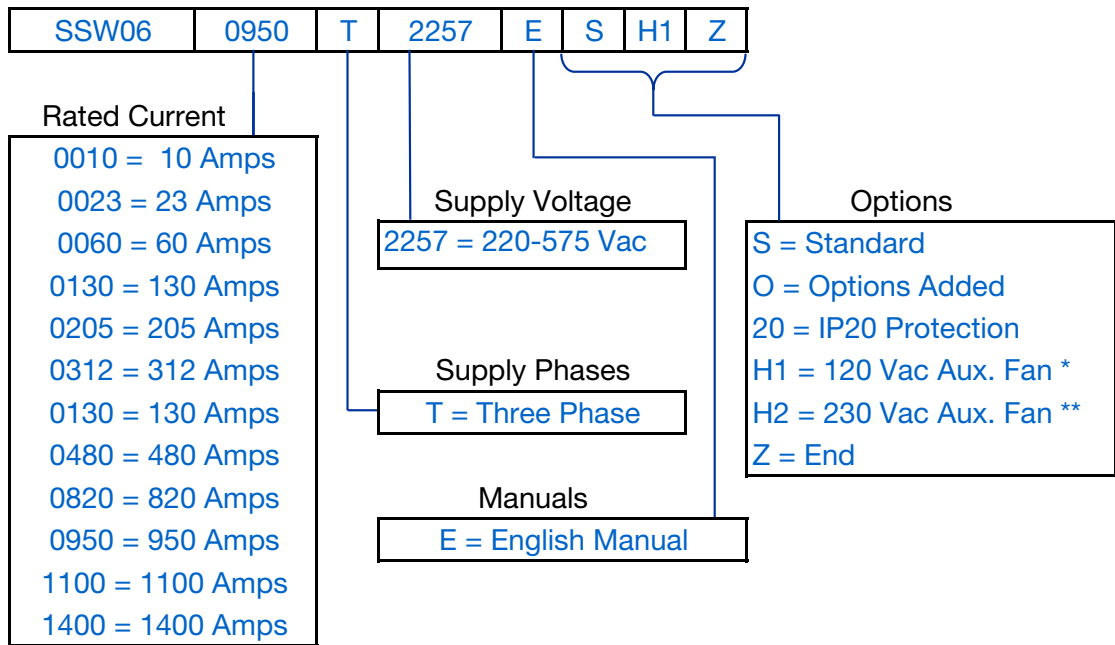 SSW06 0950 T 2257 E S H1 Z
Rated Current
0010 = 10 Amps
0023 = 23 Amps
0060 = 60 Amps
0130 = 130 Amps
0205 = 205 Amps
0312 = 312 Amps
0130 = 130 Amps
0480 = 480 Amps
0820 = 820 Amps
0950 = 950 Amps
1100 = 1100 Amps
1400 = 1400 Amps
Supply Voltage
2257 = 220-575 Vac
Supply Phases
T = Three Phase
Manuals
E = English Manual
Options
S = Standard
O = Options Added
20 = IP20 Protection
H1 = 120 Vac Aux. Fan *
H2 = 230 Vac Aux. Fan **
Z = End